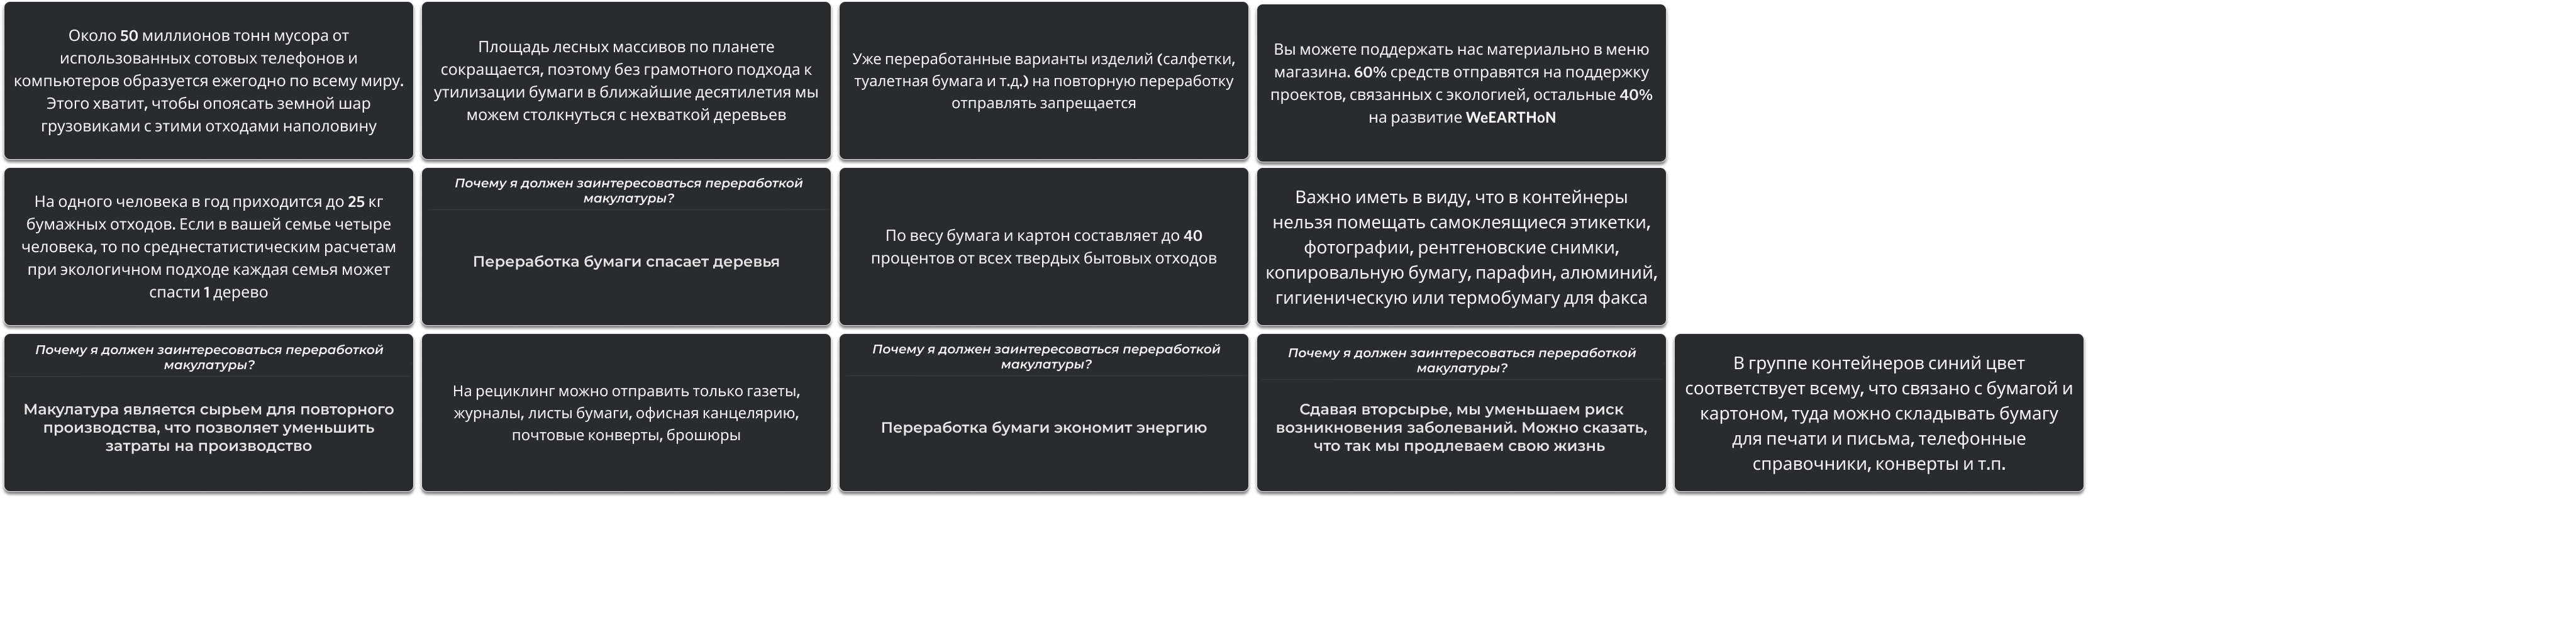 Около 50 миллионов тонн мусора от
использованных сотовых телефонов и
компьютеров образуется ежегодно по всему миру.
Этого хватит, чтобы опоясать земной шар
грузовиками с этими отходами наполовину
Площадь лесных массивов по планете
сокращается, поэтому без грамотного подхода к
утилизации бумаги в ближайшие десятилетия мы
можем столкнуться с нехваткой деревьев
Уже переработанные варианты изделий (салфетки,
туалетная бумага и т.д.) на повторную переработку
отправлять запрещается
Вы можете поддержать нас материально в меню
магазина. 60% средств отправятся на поддержку
проектов, связанных с экологией, остальные 40%
на развитие WeEARTHoN
На одного человека в год приходится до 25 кг
бумажных отходов. Если в вашей семье четыре
человека, то по среднестатистическим расчетам
при экологичном подходе каждая семья может
спасти 1 дерево
Почему я должен заинтересоваться переработкой
макулатуры?
Переработка бумаги спасает деревья
По весу бумага и картон составляет до 40
процентов от всех твердых бытовых отходов
Важно иметь в виду, что в контейнеры
нельзя помещать самоклеящиеся этикетки,
фотографии, рентгеновские снимки,
копировальную бумагу, парафин, алюминий,
гигиеническую или термобумагу для факса
Почему я должен заинтересоваться переработкой
макулатуры?
Макулатура является сырьем для повторного
производства, что позволяет уменьшить
затраты на производство
На рециклинг можно отправить только газеты,
журналы, листы бумаги, офисная канцелярию,
почтовые конверты, брошюры
Почему я должен заинтересоваться переработкой
макулатуры?
Переработка бумаги экономит энергию
Почему я должен заинтересоваться переработкой
макулатуры?
Сдавая вторсырье, мы уменьшаем риск
возникновения заболеваний. Можно сказать,
что так мы продлеваем свою жизнь
В группе контейнеров синий цвет
соответствует всему, что связано с бумагой и
картоном, туда можно складывать бумагу
для печати и письма, телефонные
справочники, конверты и т.п.